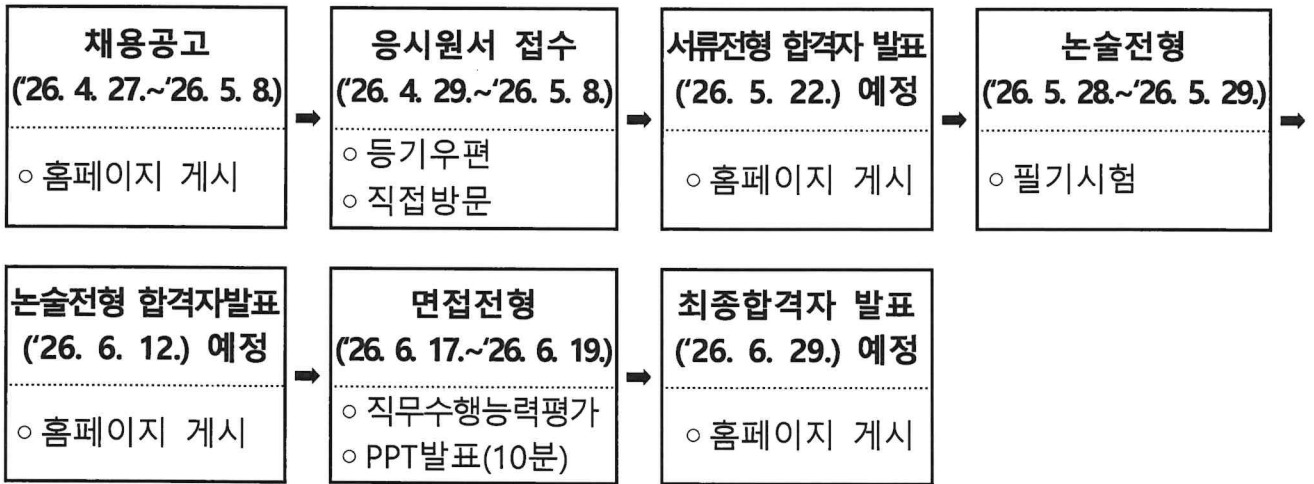 채용공고
('26. 4. 27.~'26. 5. 8.)
○ 홈페이지 게시
➡
응시원서 접수
('26. 4. 29.~'26. 5. 8.)
○ 등기우편
○ 직접방문
➡
서류전형 합격자 발표
('26. 5. 22.) 예정
○ 홈페이지 게시
➡
논술전형
('26. 5. 28.~'26. 5. 29.)
○ 필기시험
➡
논술전형 합격자발표
('26. 6. 12.) 예정
○ 홈페이지 게시
➡
면접전형
('26. 6. 17.~'26. 6. 19.)
○ 직무수행능력평가
○ PPT발표(10분)
➡
최종합격자 발표
('26. 6. 29.) 예정
○ 홈페이지 게시